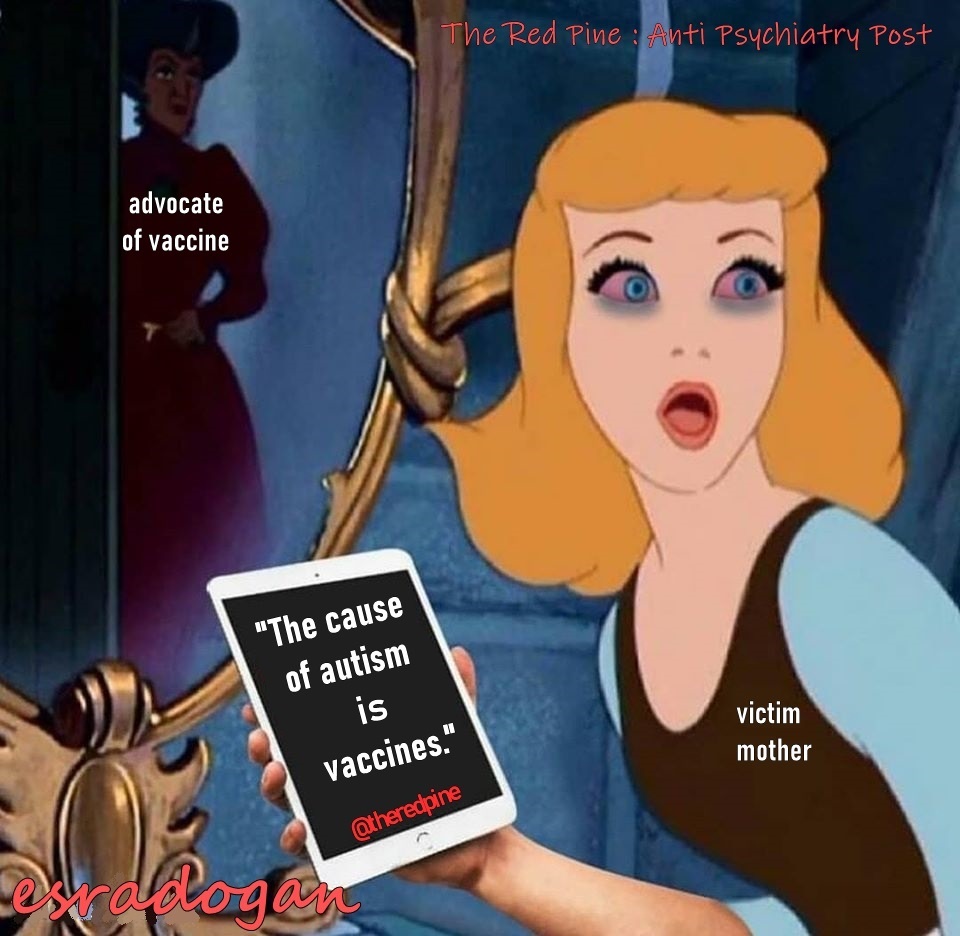 The Red Pine : Anti Psychiatry Post
advocate
of vaccine
"The cause
of autism
is
vaccines."
@theredpine
victim
mother
esradogan